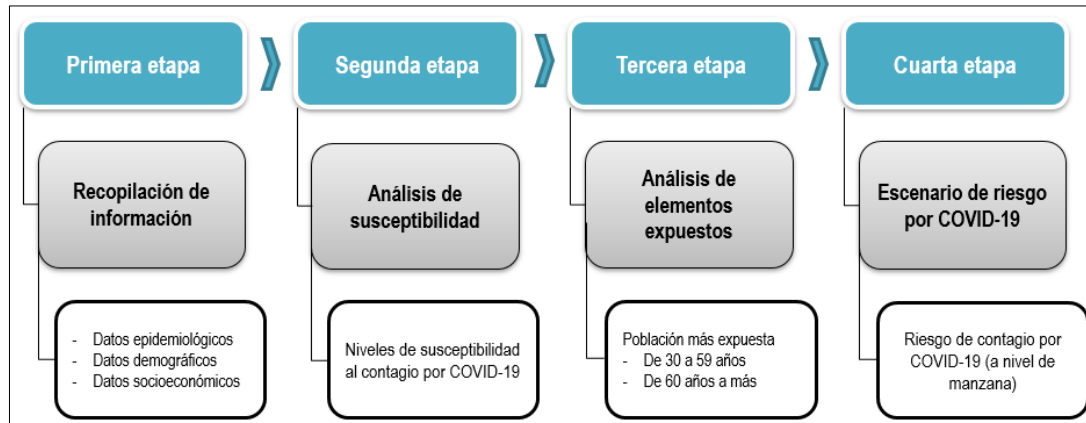 Primera etapa
Segunda etapa
Tercera etapa
Cuarta etapa
Recopilación de
información
Análisis de
susceptibilidad
Análisis de
elementos
expuestos
Escenario de riesgo
por COVID-19
- Datos epidemiológicos
- Datos demográficos
- Datos socioeconómicos
Niveles de susceptibilidad
al contagio por COVID-19
Población más expuesta
- De 30 a 59 años
- De 60 años a más
Riesgo de contagio por
COVID-19 (a nivel de
manzana)